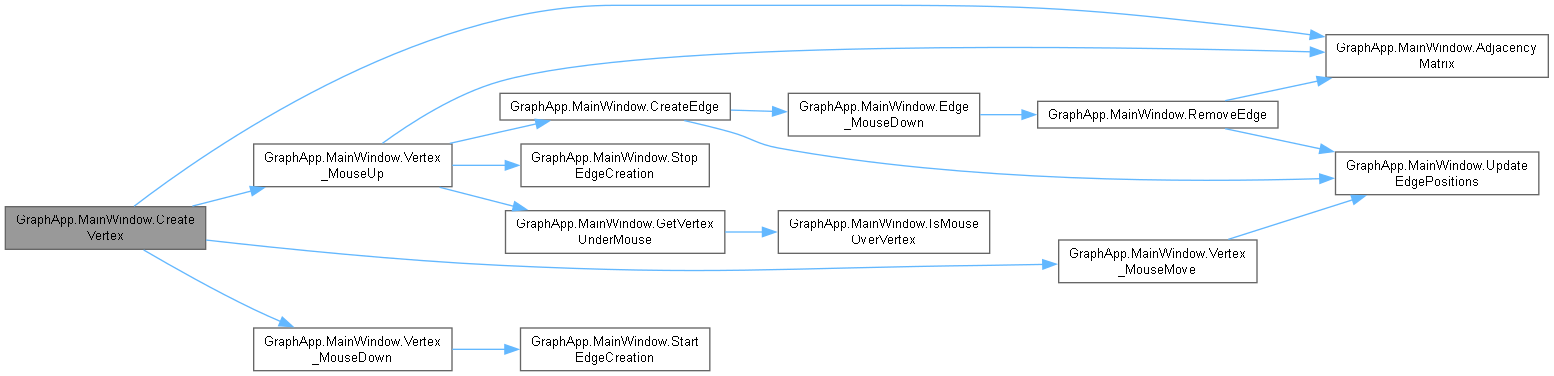 GraphApp.MainWindow.Adjacency
Matrix
GraphApp.MainWindow.CreateEdge
GraphApp.MainWindow.Edge
_MouseDown
GraphApp.MainWindow.RemoveEdge
GraphApp.MainWindow.Vertex
_MouseUp
GraphApp.MainWindow.Stop
EdgeCreation
GraphApp.MainWindow.Update
EdgePositions
GraphApp.MainWindow.Create
Vertex
GraphApp.MainWindow.GetVertex
UnderMouse
GraphApp.MainWindow.IsMouse
OverVertex
GraphApp.MainWindow.Vertex
_MouseMove
GraphApp.MainWindow.Vertex
_MouseDown
GraphApp.MainWindow.Start
EdgeCreation